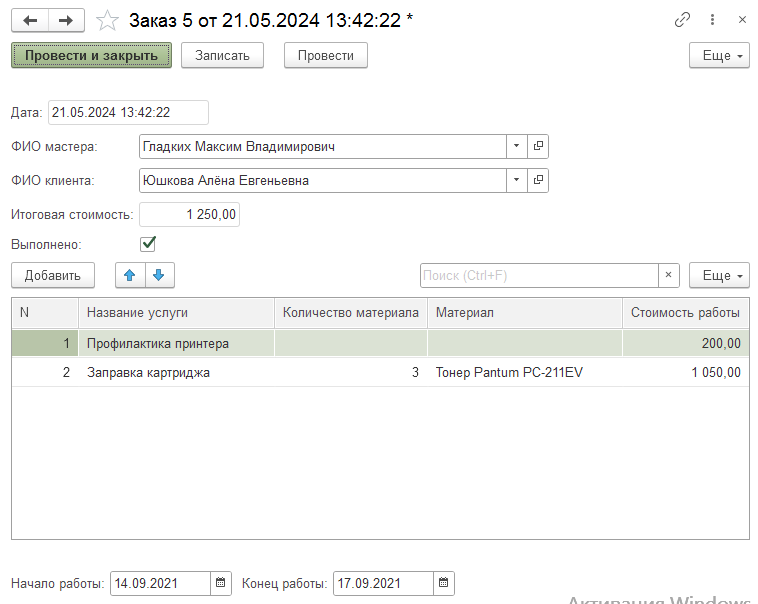 Заказ 5 от 21.05.2024 13:42:22 *
Провести и закрыть Записать Провести Еще
Дата: 21.05.2024 13:42:22
ФИО мастера: Гладких Максим Владимирович
ФИО клиента: Юшкова Алёна Евгеньевна
Итоговая стоимость: 1 250,00
Выполнено:
Добавить Поиск (Ctrl+F) × Еще
N Название услуги Количество материала Материал Стоимость работы
1 Профилактика принтера 200,00
2 Заправка картриджа 3 Тонер Pantum PC-211EV 1 050,00
Начало работы: 14.09.2021 Конец работы: 17.09.2021
Активация Windows